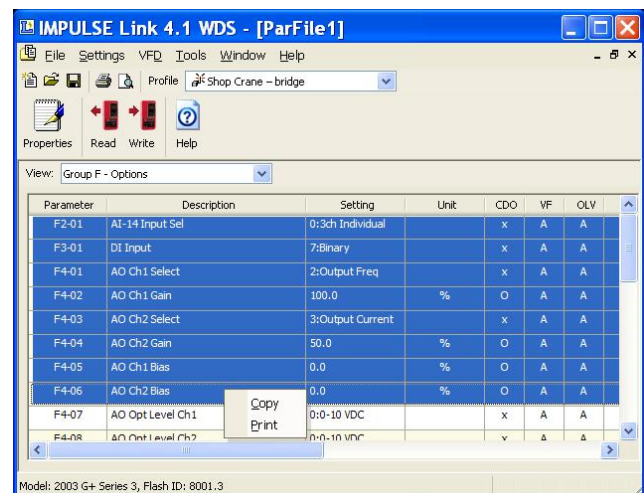 IMPULSE Link 4.1 WDS - [ParFile1]
File Settings VFD Tools Window Help
Profile Shop Crane – bridge
Properties Read Write Help
View: Group F - Options
Parameter Description Setting Unit CDO VF OLV
F2-01 AI-14 Input Sel 0:3ch Individual x A A
F3-01 DI Input 7:Binary x A A
F4-01 AO Ch1 Select 2:Output Freq x A A
F4-02 AO Ch1 Gain 100.0 % O A A
F4-03 AO Ch2 Select 3:Output Current x A A
F4-04 AO Ch2 Gain 50.0 % O A A
F4-05 AO Ch1 Bias 0.0 % O A A
F4-06 AO Ch2 Bias 0.0 % O A A
Copy
Print
F4-07 AO Opt Level Ch1 0:0-10 VDC x A A
F4-08 AO Opt Level Ch2 0:0-10 VDC x A A
Model: 2003 G+ Series 3, Flash ID: 8001.3